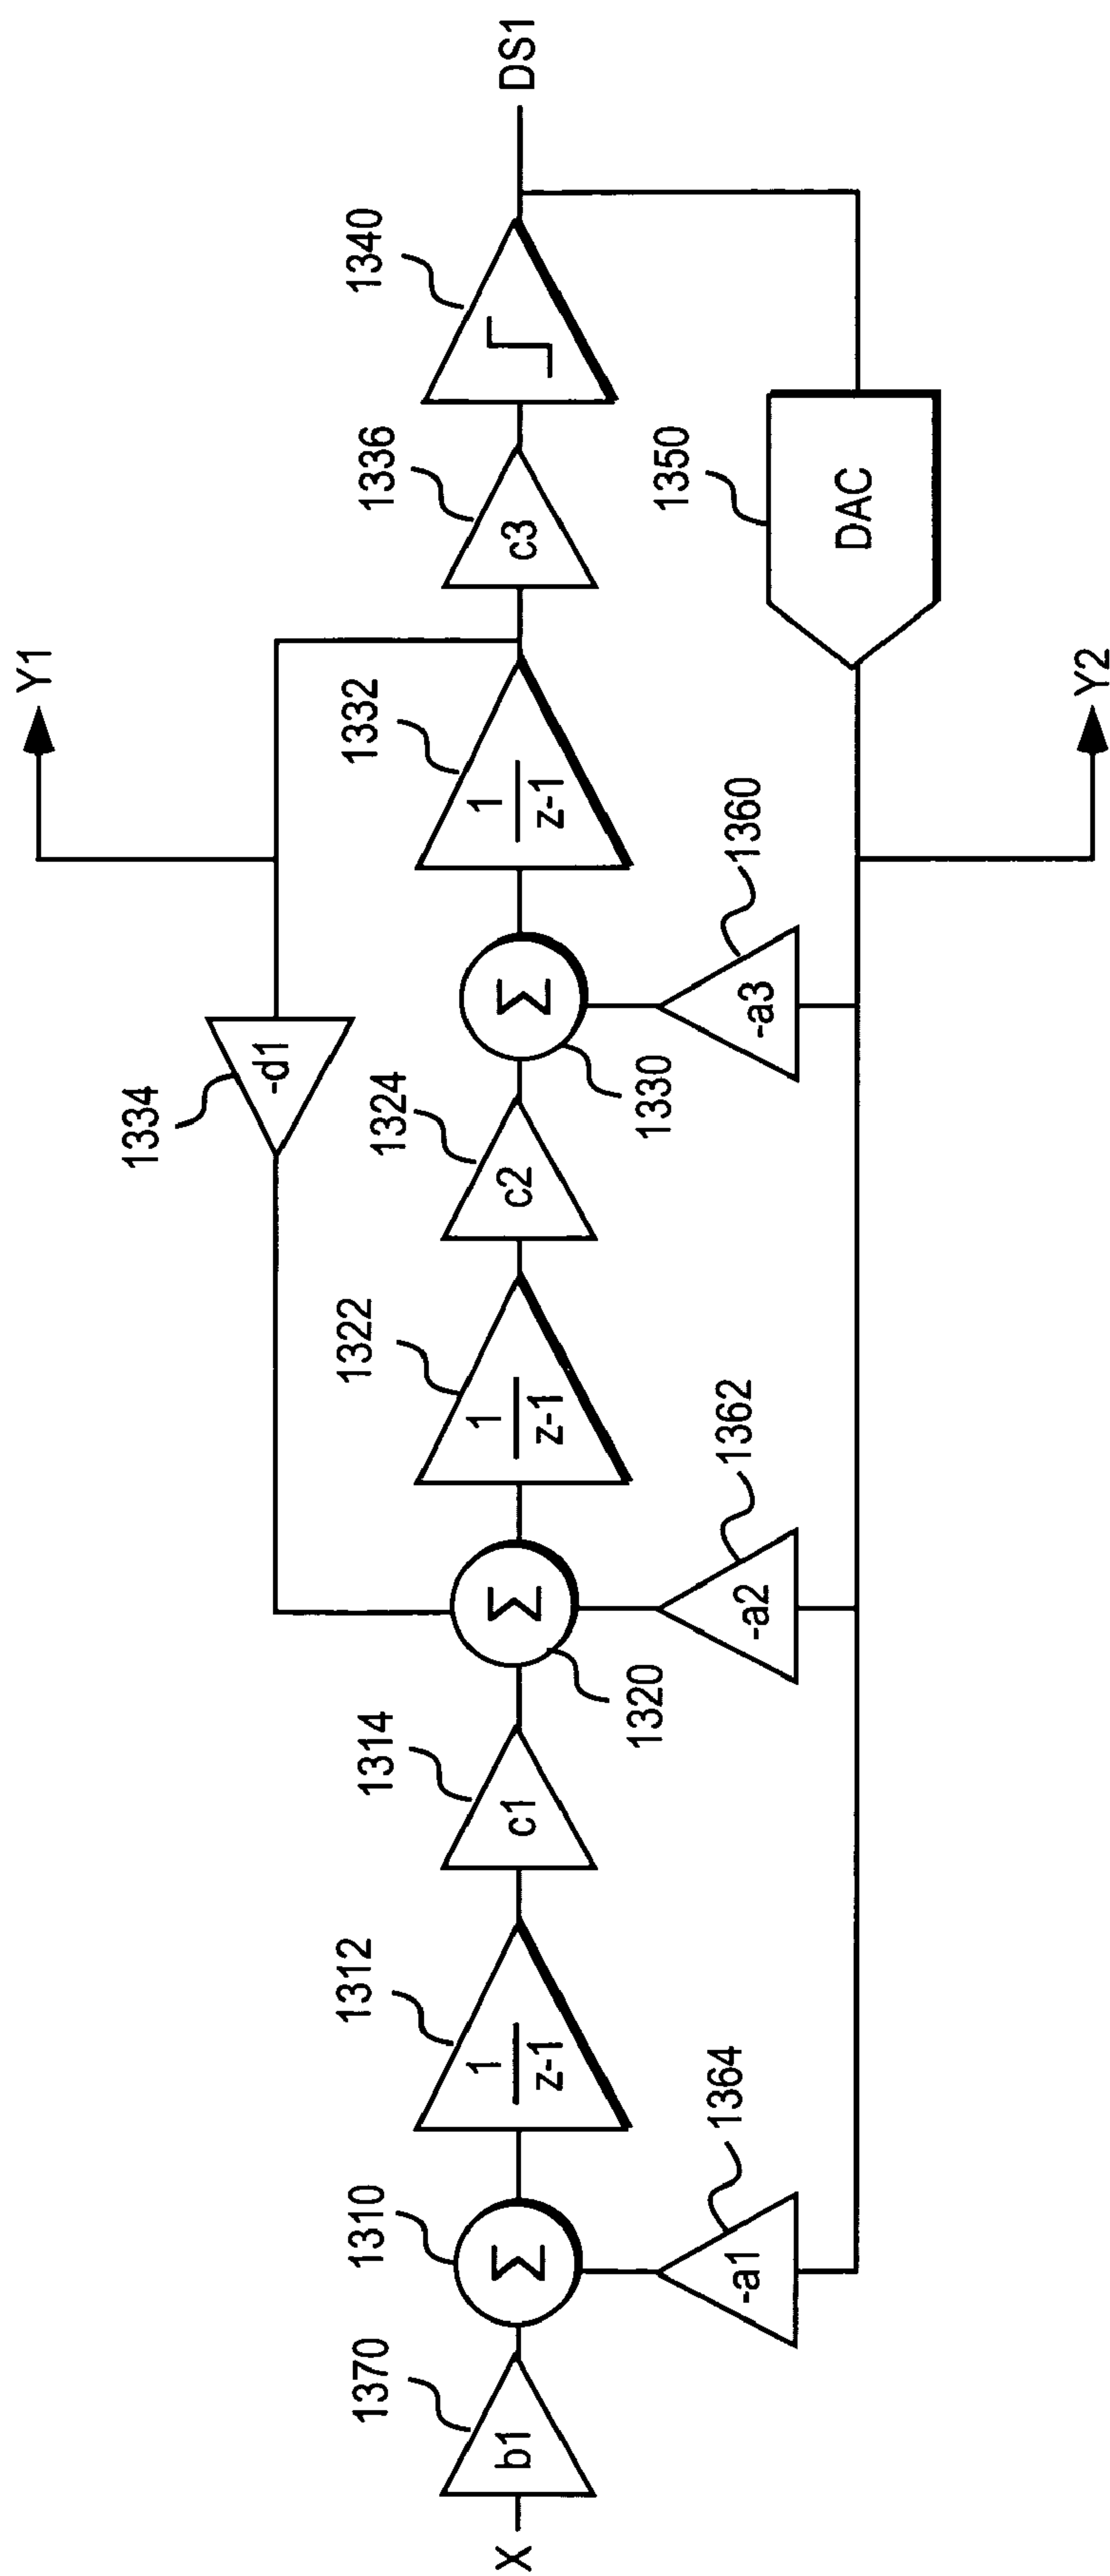 Y1
1334
-d1
1370
1310
1312
1314
1322
1324
1332
1336
1340
X
b1
Σ
1
z-1
c1
Σ
1
z-1
c2
Σ
1
z-1
c3
DS1
1320
1330
1364
1362
1360
1350
-a1
-a2
-a3
DAC
Y2